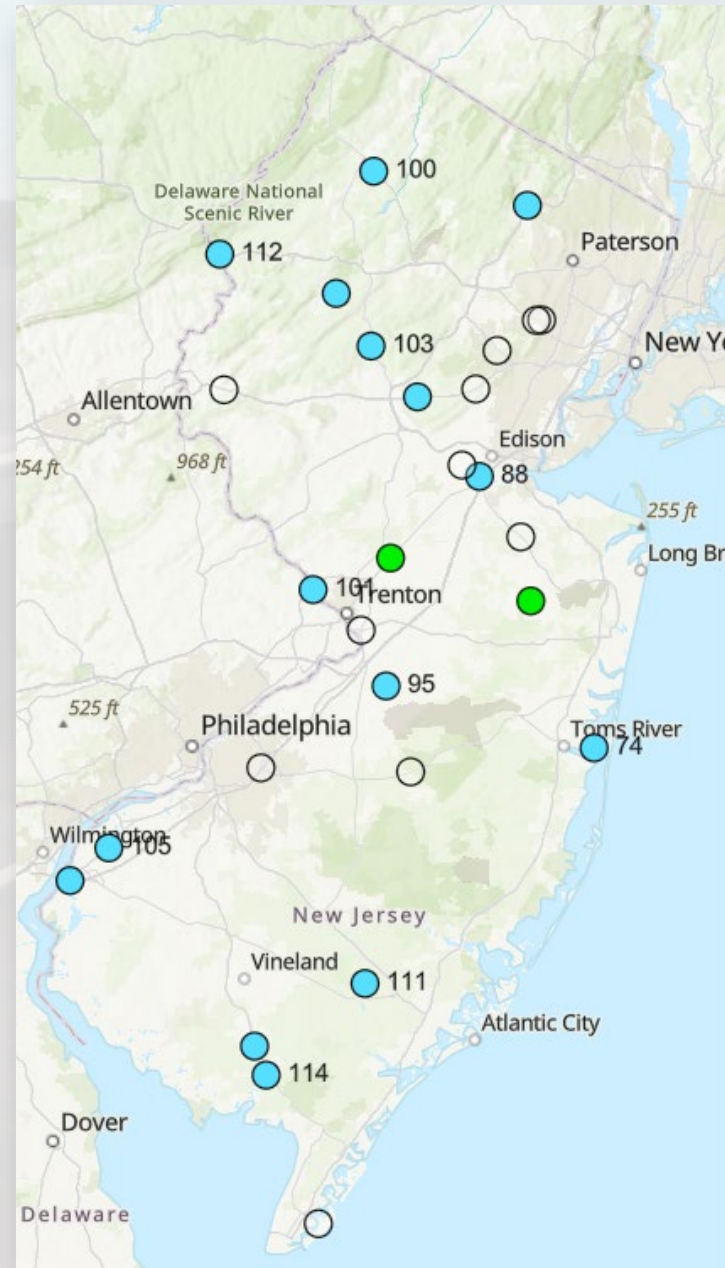 100
Delaware National
Scenic River
Paterson
112
103
New Yo
Allentown
Edison
254 ft
968 ft
88
255 ft
Long Br
101
Trenton
95
525 ft
Philadelphia
Toms River
74
Wilmington
105
New Jersey
Vineland
111
Atlantic City
114
Dover
Delaware